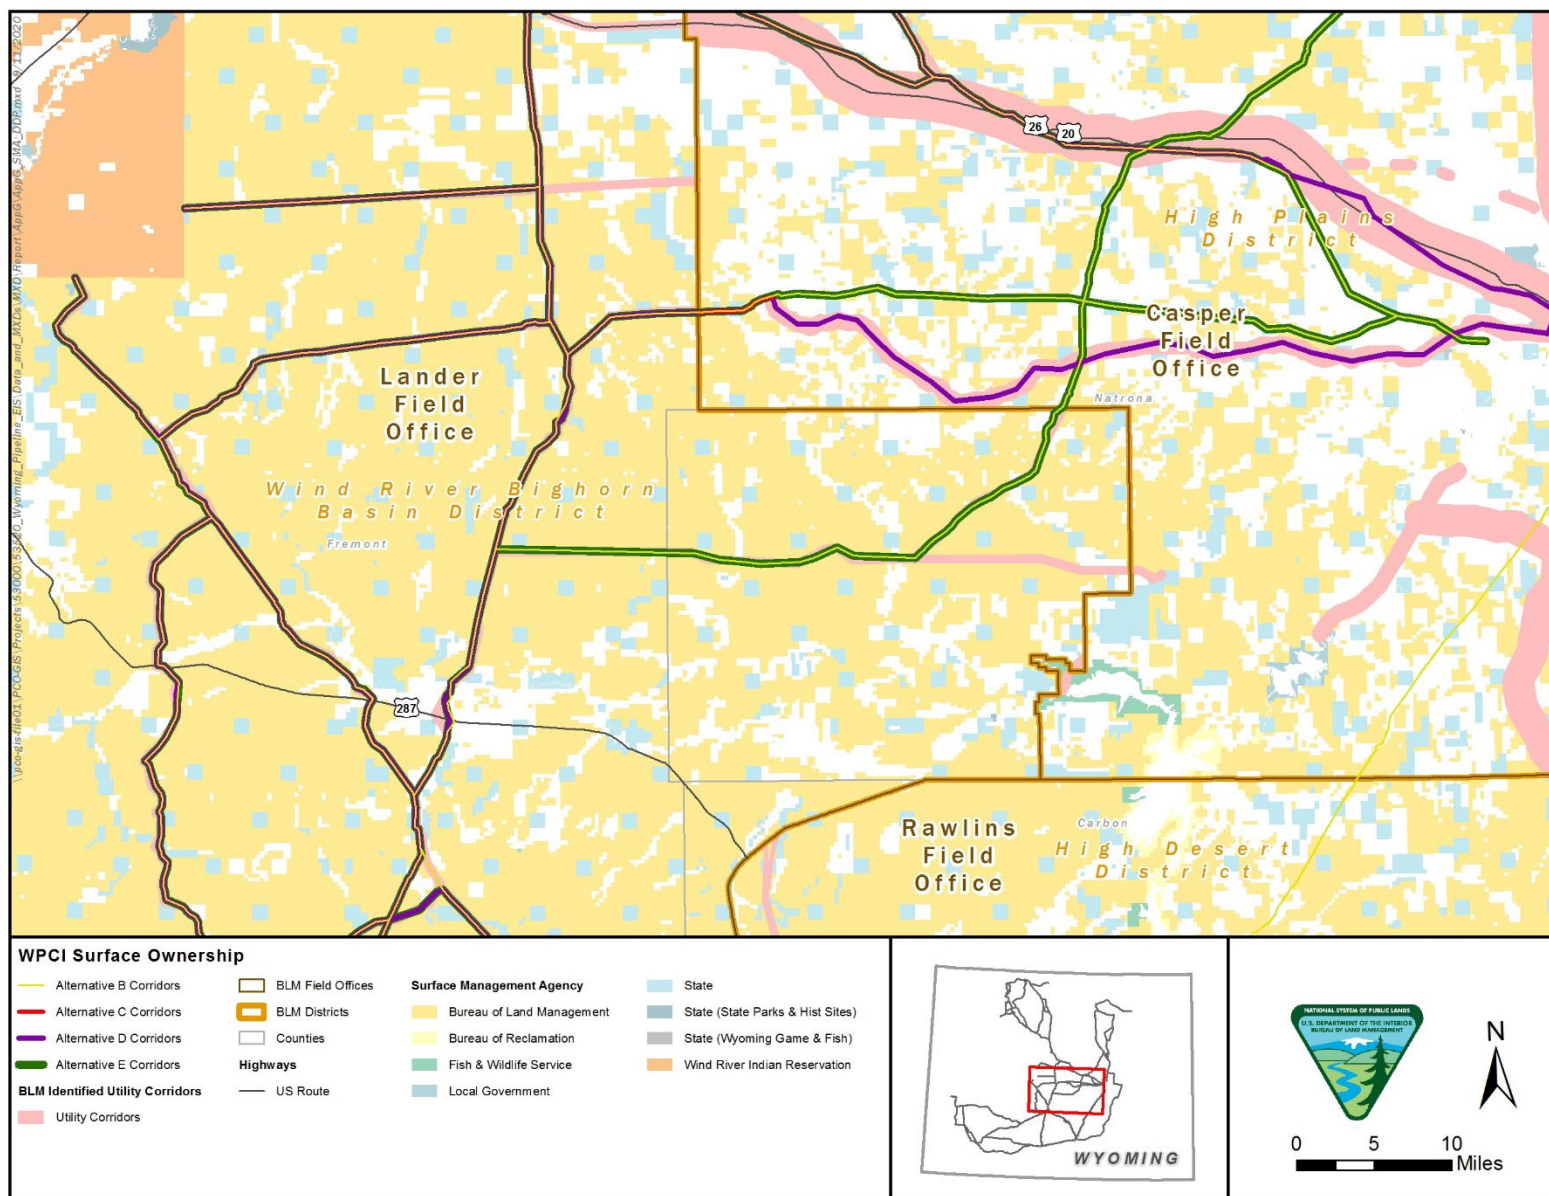 \\pco-gis-file01\PCOGIS\Projects\53000\53520_Wyoming_Pipeline_EIS\Data_and_MXDs\MXD\Report\AppG\AppG_SMA_DDP.mxd 9/11/2020
26
20
High Plains
District
Casper
Field
Office
Natrona
Lander
Field
Office
Wind River Bighorn
Basin District
Fremont
287
Rawlins
Field
Office
Carbon
High Desert
District
WPCI Surface Ownership
Alternative B Corridors
Alternative C Corridors
Alternative D Corridors
Alternative E Corridors
BLM Identified Utility Corridors
Utility Corridors
BLM Field Offices
BLM Districts
Counties
Highways
US Route
Surface Management Agency
Bureau of Land Management
Bureau of Reclamation
Fish & Wildlife Service
Local Government
State
State (State Parks & Hist Sites)
State (Wyoming Game & Fish)
Wind River Indian Reservation
WYOMING
NATIONAL SYSTEM OF PUBLIC LANDS
U.S. DEPARTMENT OF THE INTERIOR
BUREAU OF LAND MANAGEMENT
N
0 5 10
Miles